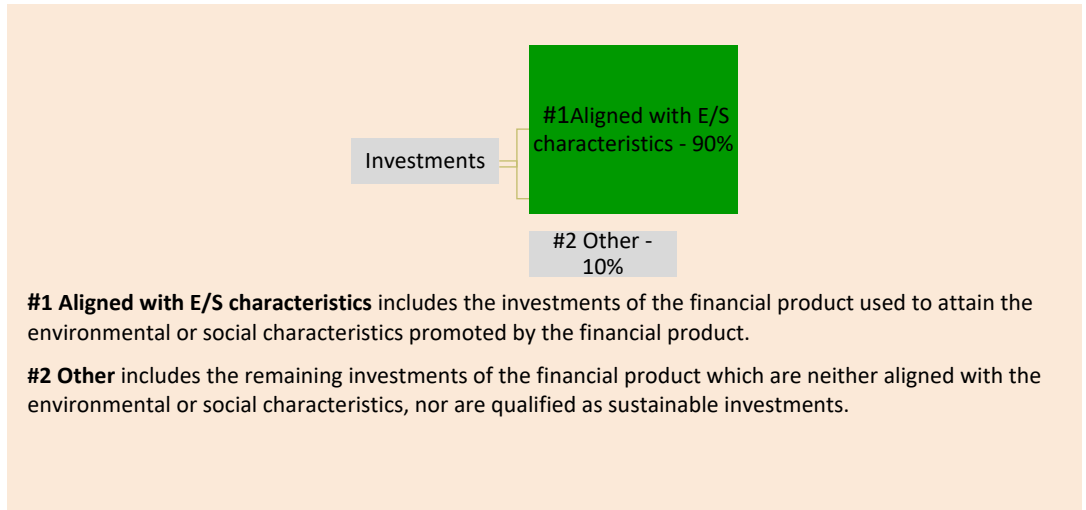 #1Aligned with E/S
characteristics - 90%
Investments
#2 Other -
10%
#1 Aligned with E/S characteristics includes the investments of the financial product used to attain the
environmental or social characteristics promoted by the financial product.
#2 Other includes the remaining investments of the financial product which are neither aligned with the
environmental or social characteristics, nor are qualified as sustainable investments.